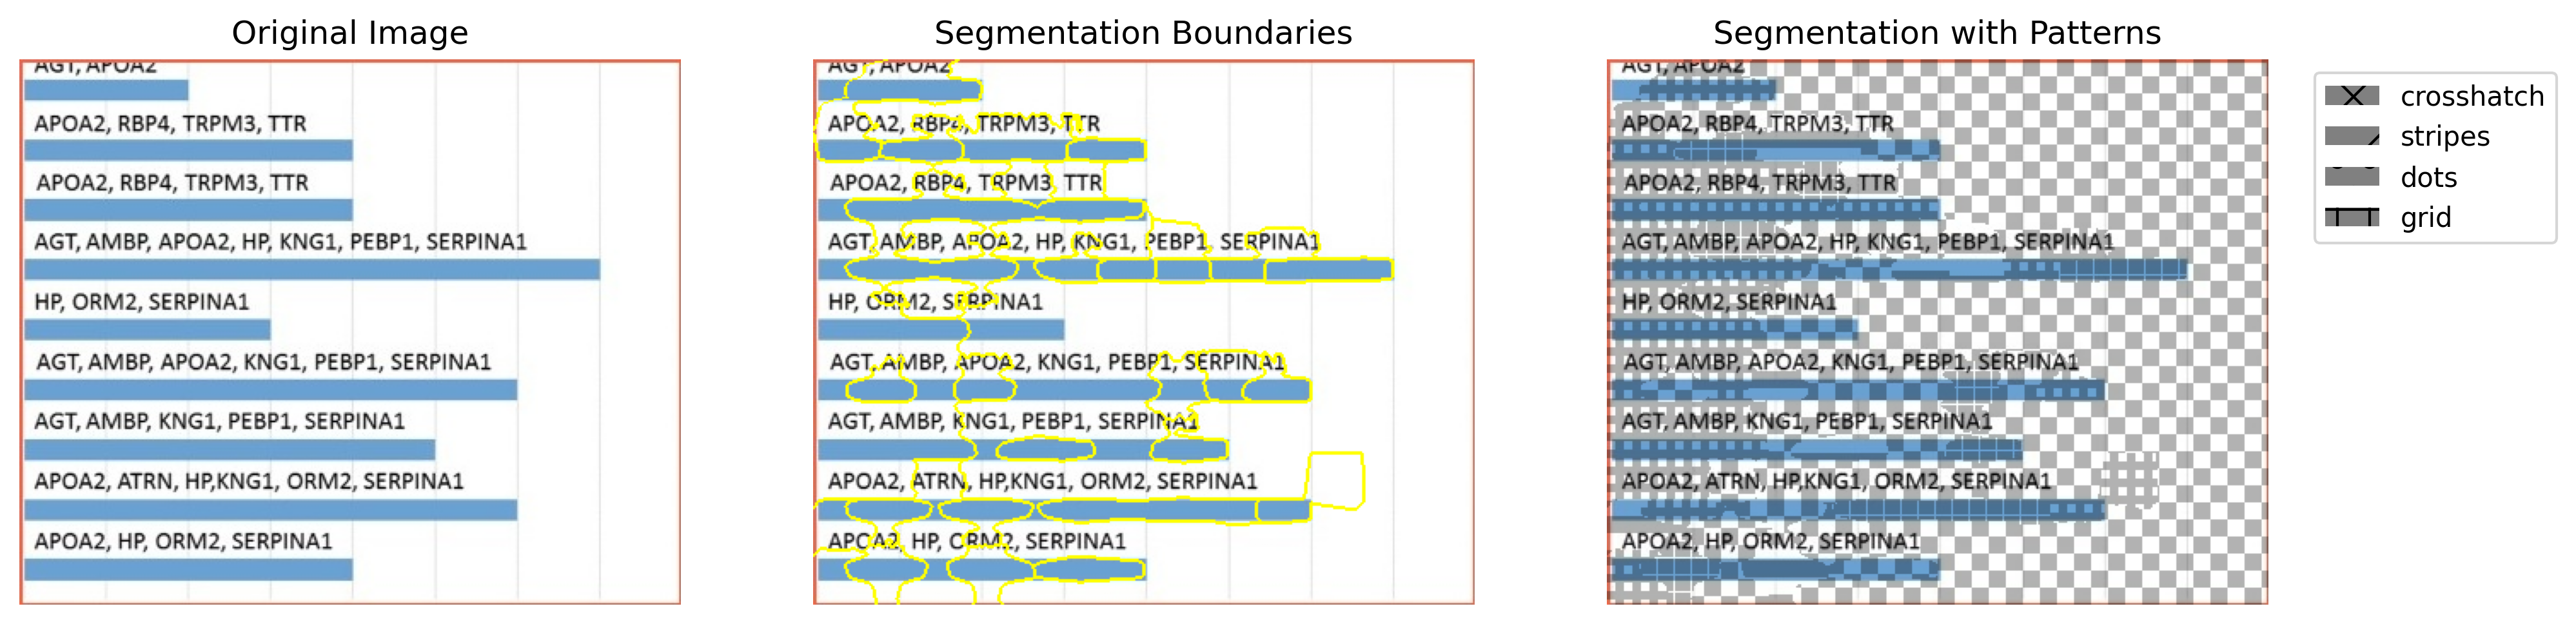 Original Image
AGT, APOA2
APOA2, RBP4, TRPM3, TTR
APOA2, RBP4, TRPM3, TTR
AGT, AMBP, APOA2, HP, KNG1, PEBP1, SERPINA1
HP, ORM2, SERPINA1
AGT, AMBP, APOA2, KNG1, PEBP1, SERPINA1
AGT, AMBP, KNG1, PEBP1, SERPINA1
APOA2, ATRN, HP,KNG1, ORM2, SERPINA1
APOA2, HP, ORM2, SERPINA1
Segmentation Boundaries
AGT, APOA2
APOA2, RBP4, TRPM3, TTR
APOA2, RBP4, TRPM3, TTR
AGT, AMBP, APOA2, HP, KNG1, PEBP1, SERPINA1
HP, ORM2, SERPINA1
AGT, AMBP, APOA2, KNG1, PEBP1, SERPINA1
AGT, AMBP, KNG1, PEBP1, SERPINA1
APOA2, ATRN, HP,KNG1, ORM2, SERPINA1
APOA2, HP, ORM2, SERPINA1
Segmentation with Patterns
AGT, APOA2
APOA2, RBP4, TRPM3, TTR
APOA2, RBP4, TRPM3, TTR
AGT, AMBP, APOA2, HP, KNG1, PEBP1, SERPINA1
HP, ORM2, SERPINA1
AGT, AMBP, APOA2, KNG1, PEBP1, SERPINA1
AGT, AMBP, KNG1, PEBP1, SERPINA1
APOA2, ATRN, HP,KNG1, ORM2, SERPINA1
APOA2, HP, ORM2, SERPINA1
crosshatch
stripes
dots
grid